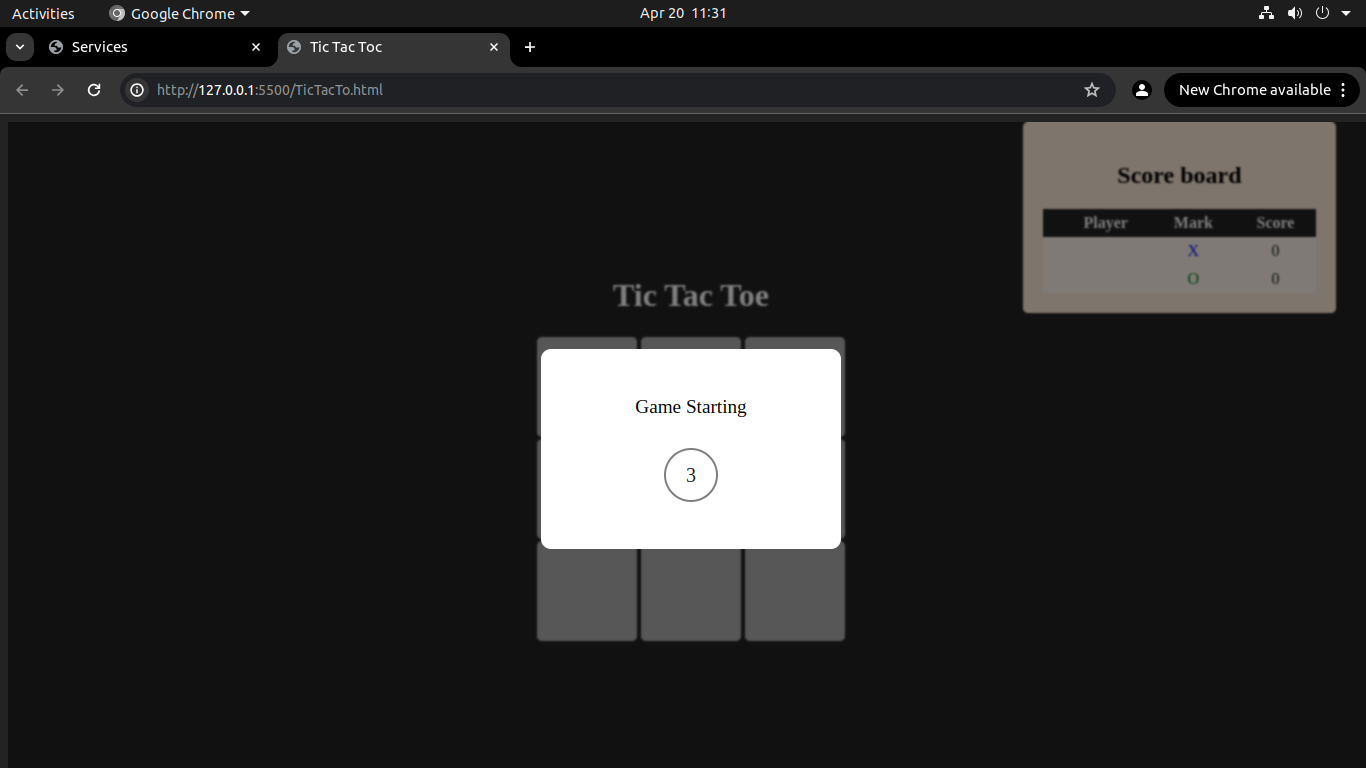 Activities Google Chrome Apr 20 11:31
Services Tic Tac Toc
http://127.0.0.1:5500/TicTacTo.html New Chrome available
Score board
Player Mark Score
X 0
O 0
Tic Tac Toe
Game Starting
3